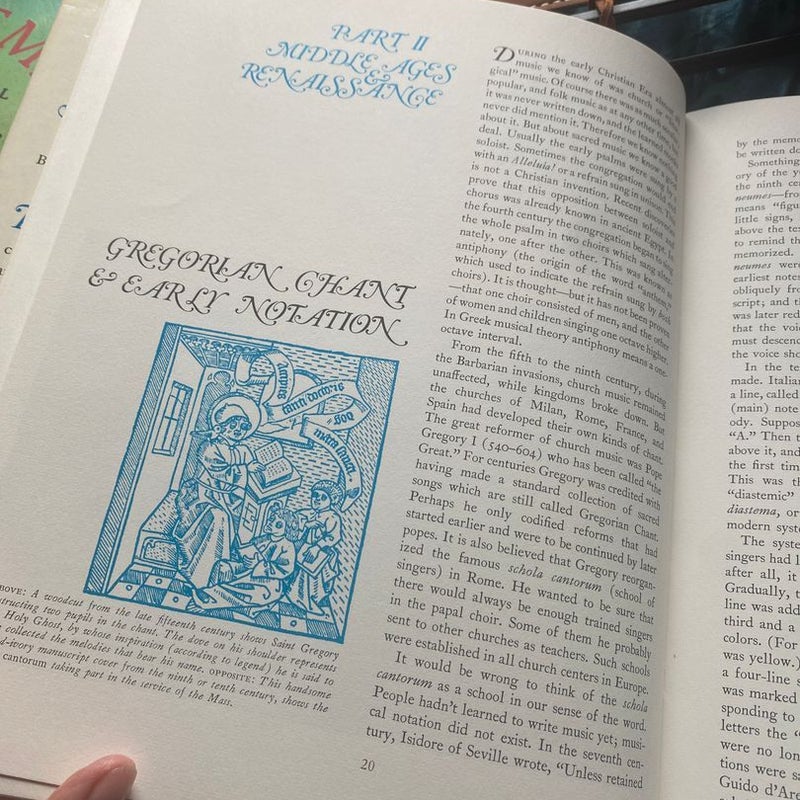 PART II
MIDDLE AGES
&
RENAISSANCE
GREGORIAN CHANT
& EARLY NOTATION
ABOVE: A woodcut from the late fifteenth century shows Saint Gregory
instructing two pupils in the chant. The dove on his shoulder represents
Holy Ghost, by whose inspiration (according to legend) he is said to
collected the melodies that bear his name. OPPOSITE: This handsome
d-ivory manuscript cover from the ninth or tenth century, shows the
cantorum taking part in the service of the Mass.
DURING the early Christian Era almost
music we know of was church or
gical" music. Of course there was as much
popular, and folk music as at any other
it was never written down, and the learned
never did mention it. Therefore we know
about it. But about sacred music we know a good
deal. Usually the early psalms were sung by a
soloist. Sometimes the congregation would
with an Alleluia! or a refrain sung in unison. This
is not a Christian invention. Recent discoveries
prove that this opposition between soloist and
chorus was already known in ancient Egypt. In
the fourth century the congregation began to sing
the whole psalm in two choirs which sang alter-
nately, one after the other. This was known as
antiphony (the origin of the word "anthem,"
which used to indicate the refrain sung by both
choirs). It is thought—but it has not been proven
—that one choir consisted of men, and the other
of women and children singing one octave higher.
In Greek musical theory antiphony means a one-
octave interval.
From the fifth to the ninth century, during
the Barbarian invasions, church music remained
unaffected, while kingdoms broke down. But
the churches of Milan, Rome, France, and
Spain had developed their own kinds of chant.
The great reformer of church music was Pope
Gregory I (540–604) who has been called "the
Great." For centuries Gregory was credited with
having made a standard collection of sacred
songs which are still called Gregorian Chant.
Perhaps he only codified reforms that had
started earlier and were to be continued by later
popes. It is also believed that Gregory reorgan-
ized the famous schola cantorum (school of
singers) in Rome. He wanted to be sure that
there would always be enough trained singers
in the papal choir. Some of them he probably
sent to other churches as teachers. Such schools
were established in all church centers in Europe.
It would be wrong to think of the schola
cantorum as a school in our sense of the word.
People hadn't learned to write music yet; musi-
cal notation did not exist. In the seventh cen-
tury, Isidore of Seville wrote, "Unless retained
20
by the memo
be written do
Something
ory of the y
the ninth ce
neumes—fro
means "figu
little signs,
above the te
to remind th
memorized.
neumes were
earliest notes
obliquely fro
script; and th
was later red
that the voi
must descend
the voice sho
In the te
made. Italia
a line, called
(main) note
ody. Suppos
"A." Then t
above it, and
the first tim
This was th
"diastemic"
diastema, or
modern syste
The syste
singers had l
after all, it
Gradually, t
line was add
third and a
colors. (For
was yellow.)
a four-line s
was marked
sponding to
letters the "
were no lon
tions were s
Guido d'Are